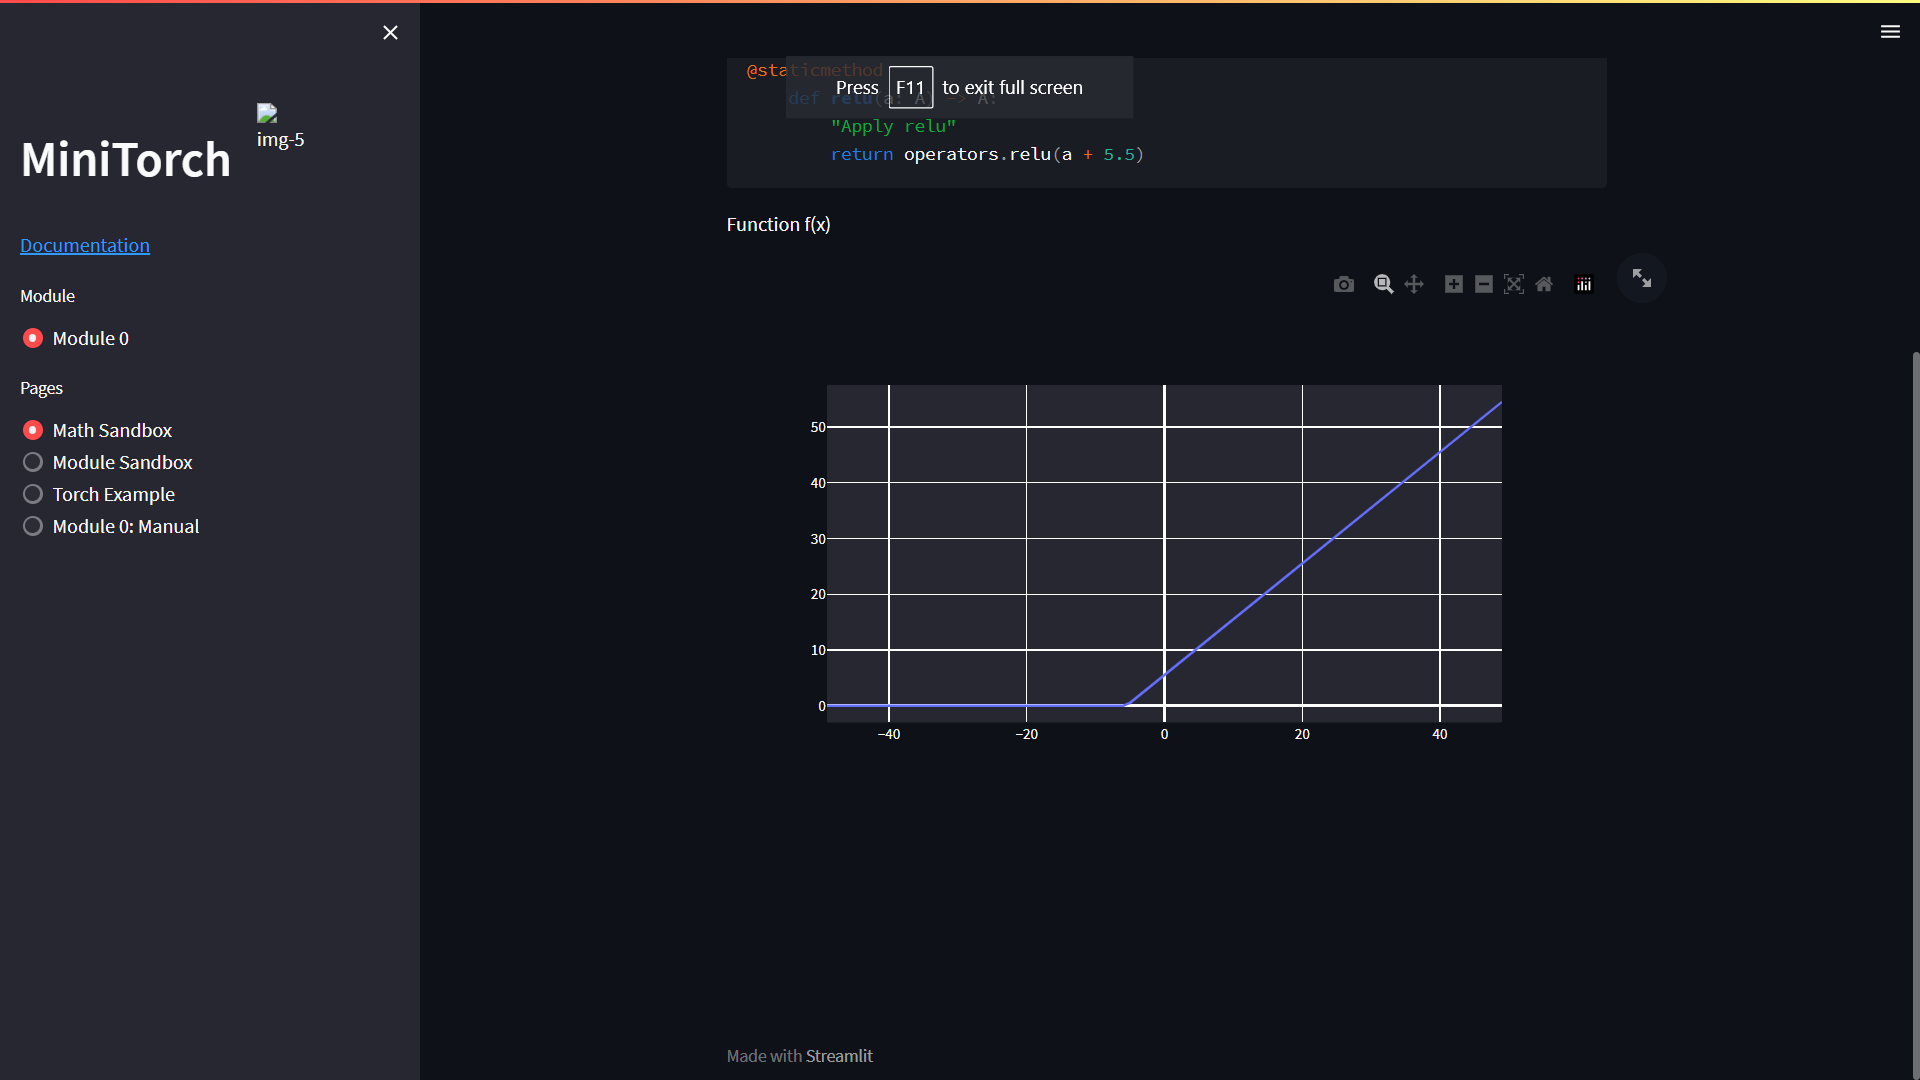 img-5
MiniTorch
Documentation
Module
Module 0
Pages
Math Sandbox
Module Sandbox
Torch Example
Module 0: Manual
@staticmethod
Press F11 to exit full screen
def relu(a: A) -> A:
"Apply relu"
return operators.relu(a + 5.5)
Function f(x)
50
40
30
20
10
0
−40 −20 0 20 40
Made with Streamlit